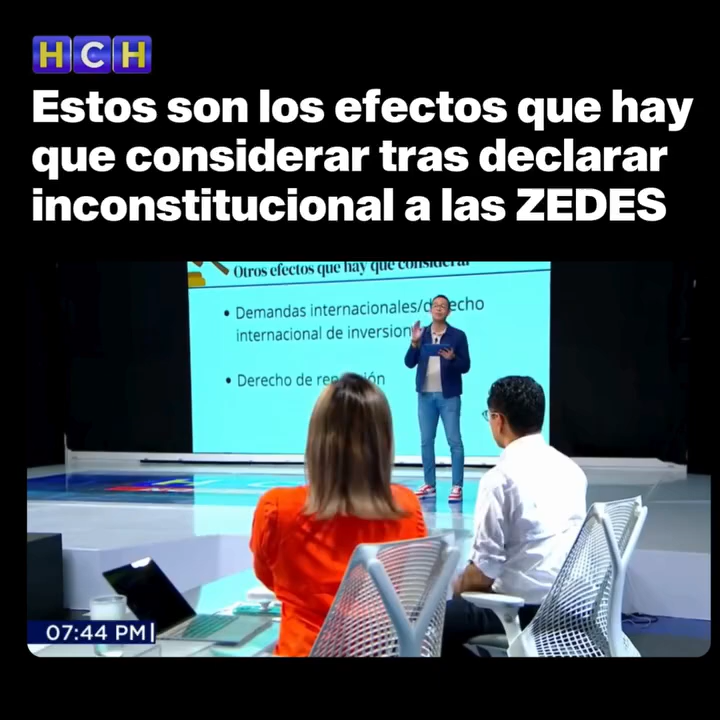 HCH
Estos son los efectos que hay
que considerar tras declarar
inconstitucional a las ZEDES
Otros efectos que hay que considerar
Demandas internacionales/
internacional de
Derecho de
07:44 PM